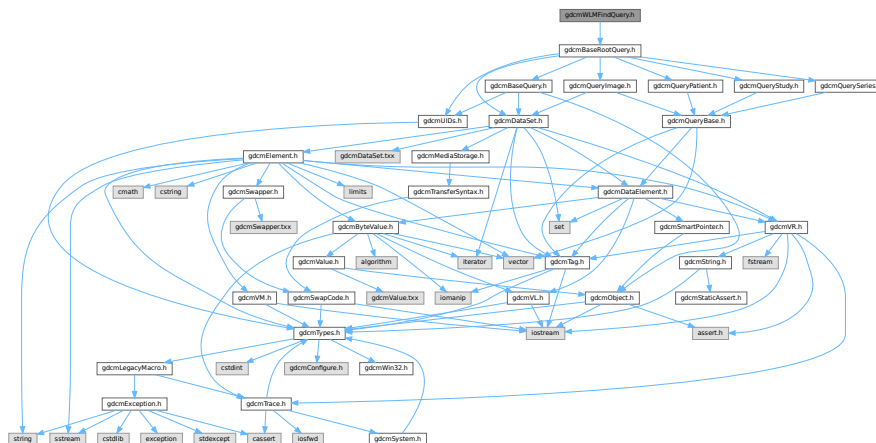 gdcmWLMFindQuery.h
gdcmBaseRootQuery.h
gdcmBaseQuery.h
gdcmQueryImage.h
gdcmQueryPatient.h
gdcmQueryStudy.h
gdcmQuerySeries
gdcmUIDs.h
gdcmDataSet.h
gdcmQueryBase.h
gdcmElement.h
gdcmDataSet.txx
gdcmMediaStorage.h
cmath
cstring
gdcmSwapper.h
limits
gdcmTransferSyntax.h
gdcmDataElement.h
gdcmSwapper.txx
gdcmByteValue.h
set
gdcmSmartPointer.h
gdcmVR.h
gdcmValue.h
algorithm
iterator
vector
gdcmTag.h
gdcmString.h
fstream
gdcmVM.h
gdcmSwapCode.h
gdcmValue.txx
iomanip
gdcmVL.h
gdcmObject.h
gdcmStaticAssert.h
gdcmTypes.h
iostream
assert.h
gdcmLegacyMacro.h
cstdint
gdcmConfigure.h
gdcmWin32.h
gdcmException.h
gdcmTrace.h
string
sstream
cstdlib
exception
stdexcept
cassert
iosfwd
gdcmSystem.h